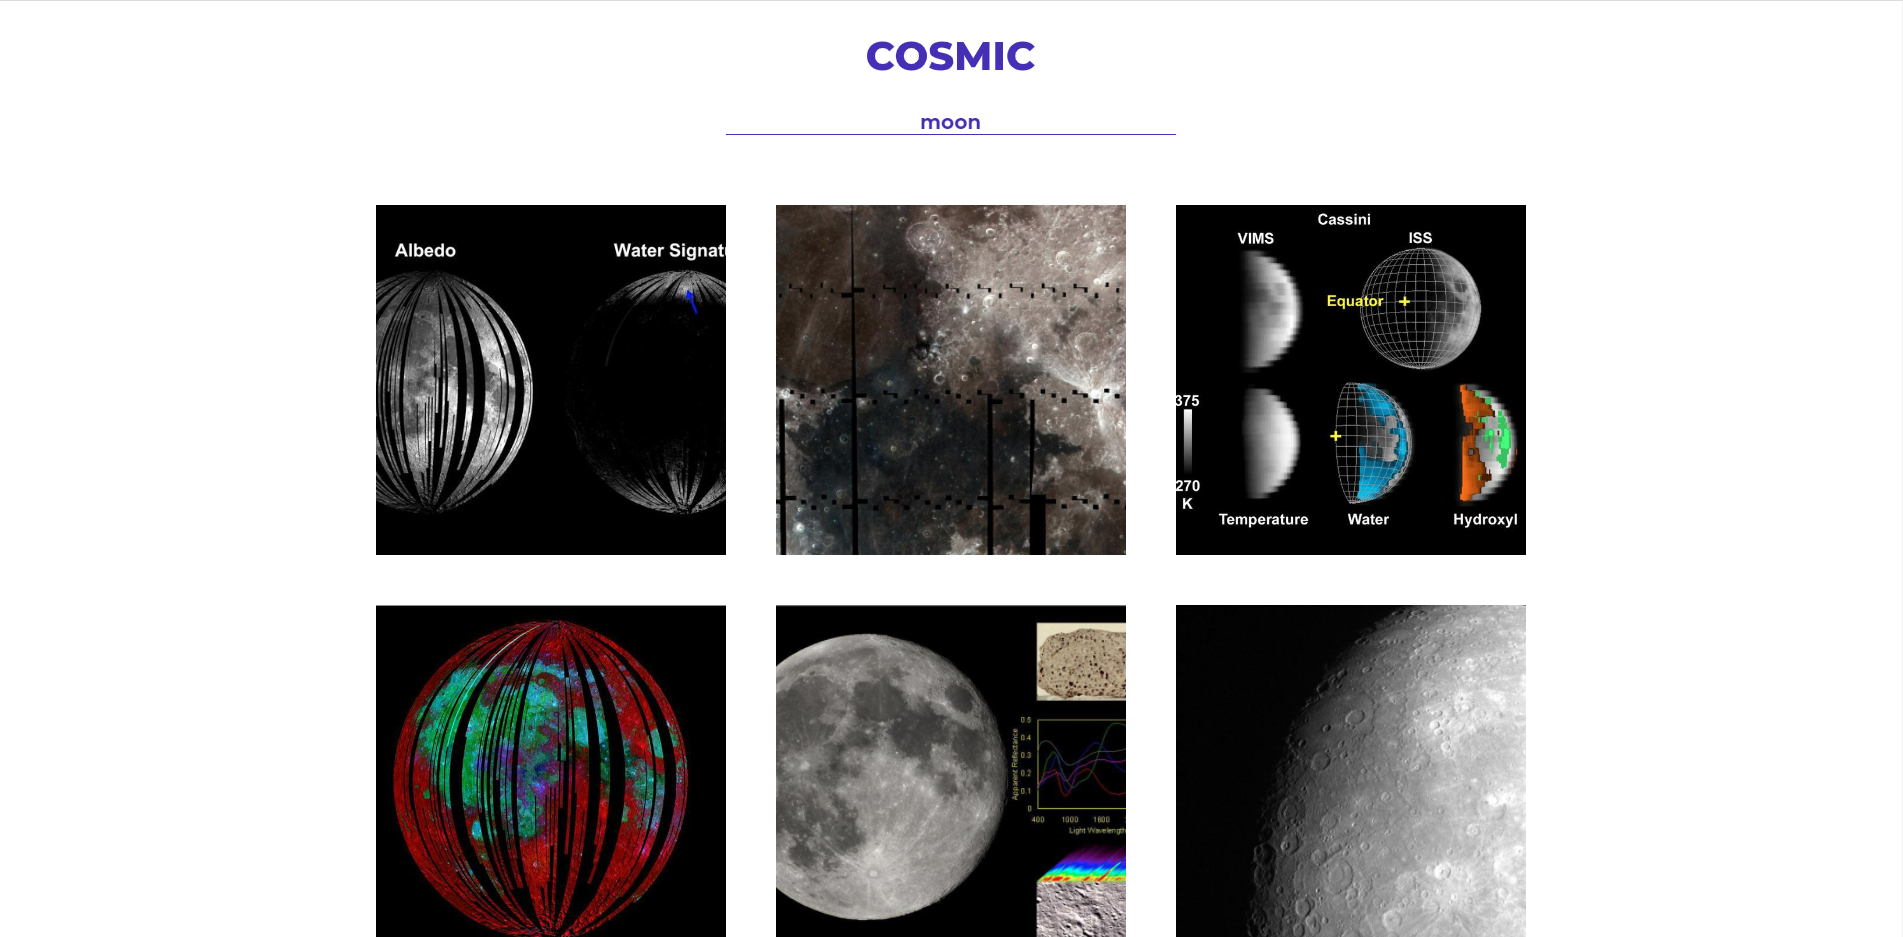 COSMIC
moon
Albedo
Water Signatu
Cassini
VIMS
ISS
Equator
375
270
K
Temperature
Water
Hydroxyl
0.5
0.4
0.3
0.2
0.1
0
Apparent Reflectance
400
1000
1600
Light Wavelength